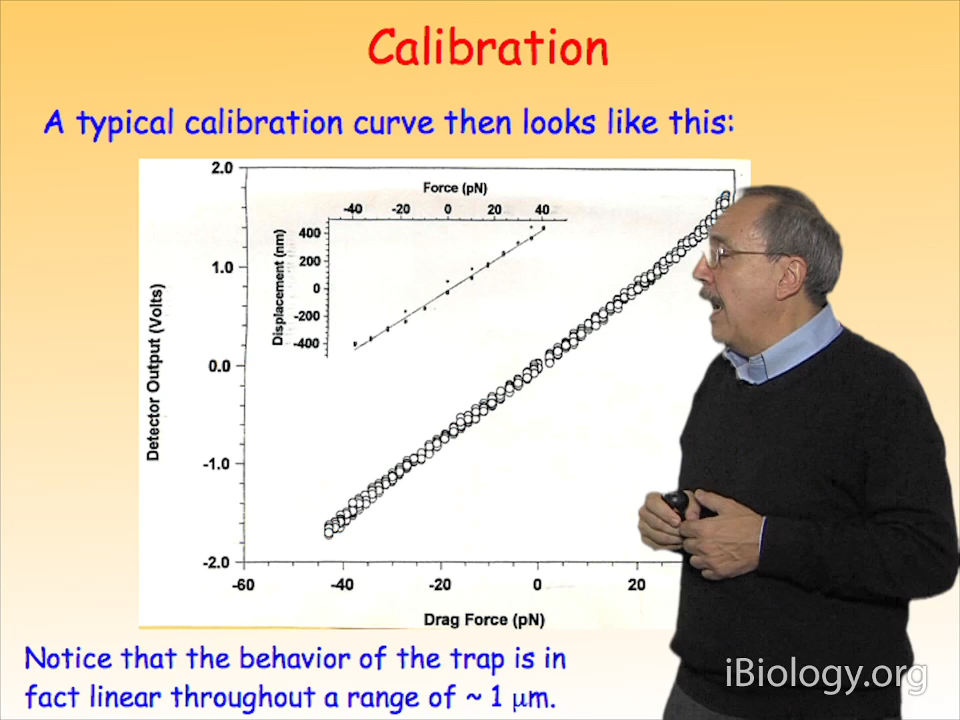 Calibration
A typical calibration curve then looks like this:
2.0
1.0
0.0
-1.0
-2.0
Detector Output (Volts)
Force (pN)
-40 -20 0 20 40
400
200
0
-200
-400
Displacement (nm)
-60 -40 -20 0 20
Drag Force (pN)
Notice that the behavior of the trap is in
fact linear throughout a range of ~ 1 μm.
iBiology.org